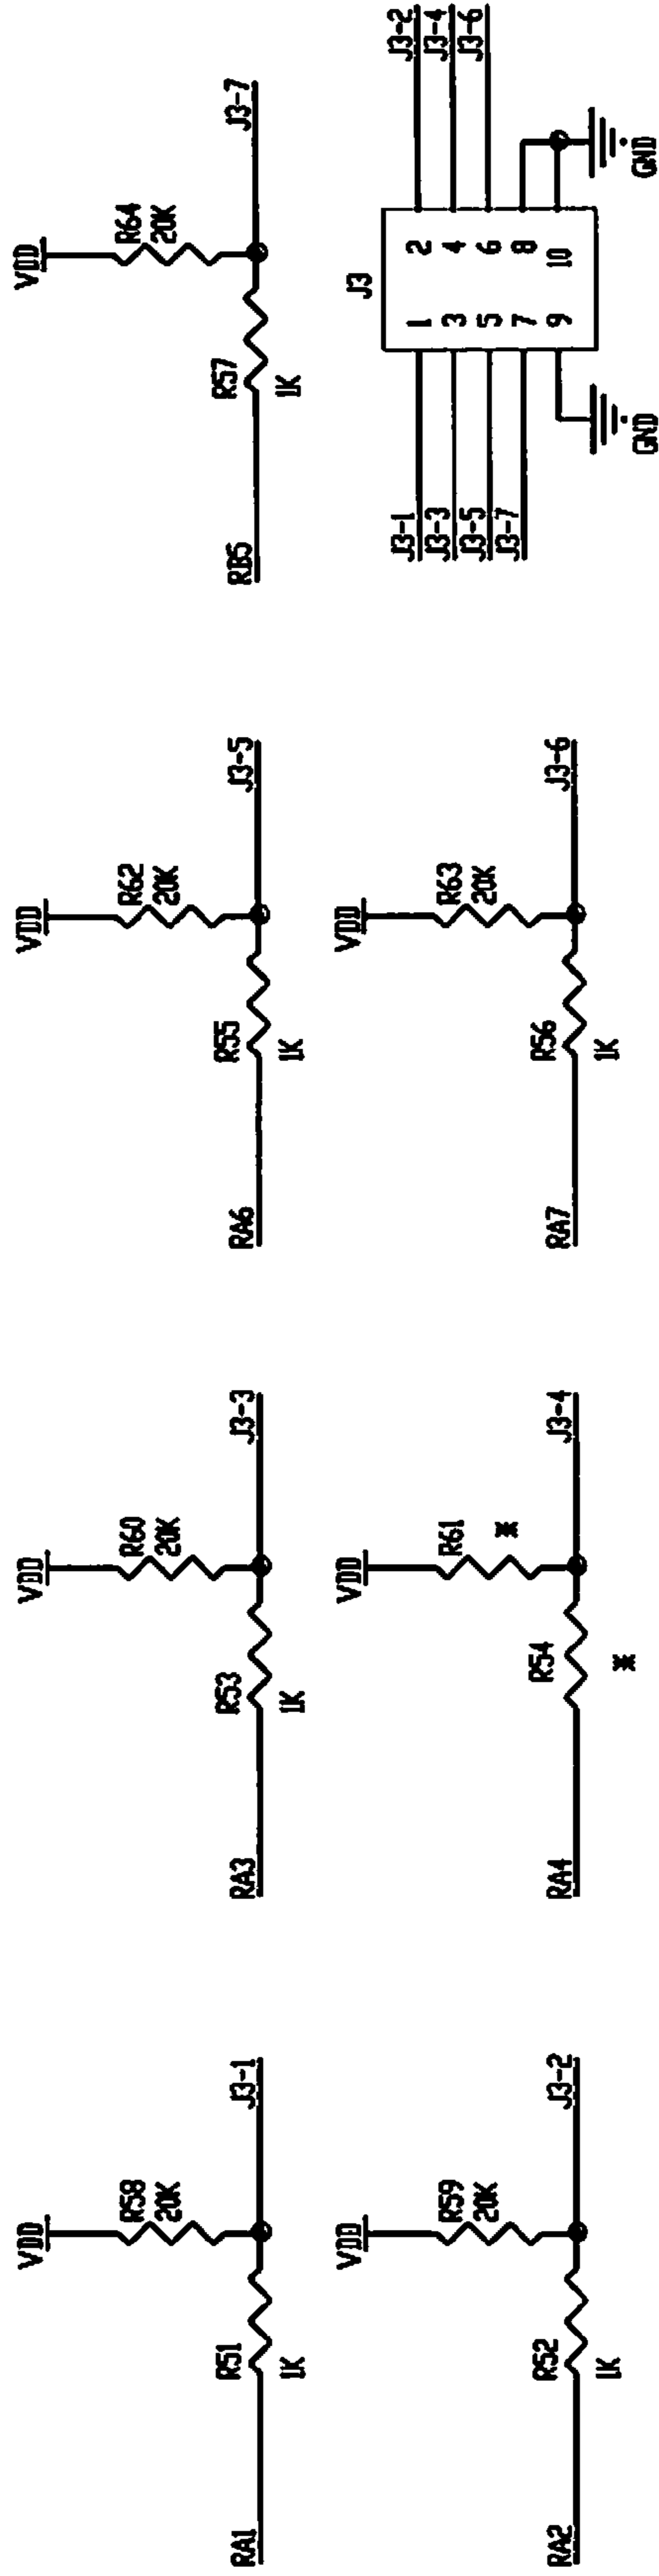 VDD
R58
20K
RA1
R51
1K
J3-1
VDD
R59
20K
RA2
R52
1K
J3-2
VDD
R60
20K
RA3
R53
1K
J3-3
VDD
R61
*
RA4
R54
*
J3-4
VDD
R62
20K
RA6
R55
1K
J3-5
VDD
R63
20K
RA7
R56
1K
J3-6
VDD
R64
20K
RB5
R57
1K
J3-7
J3
J3-1 1 2 J3-2
J3-3 3 4 J3-4
J3-5 5 6 J3-6
J3-7 7 8
9 10
GND
GND